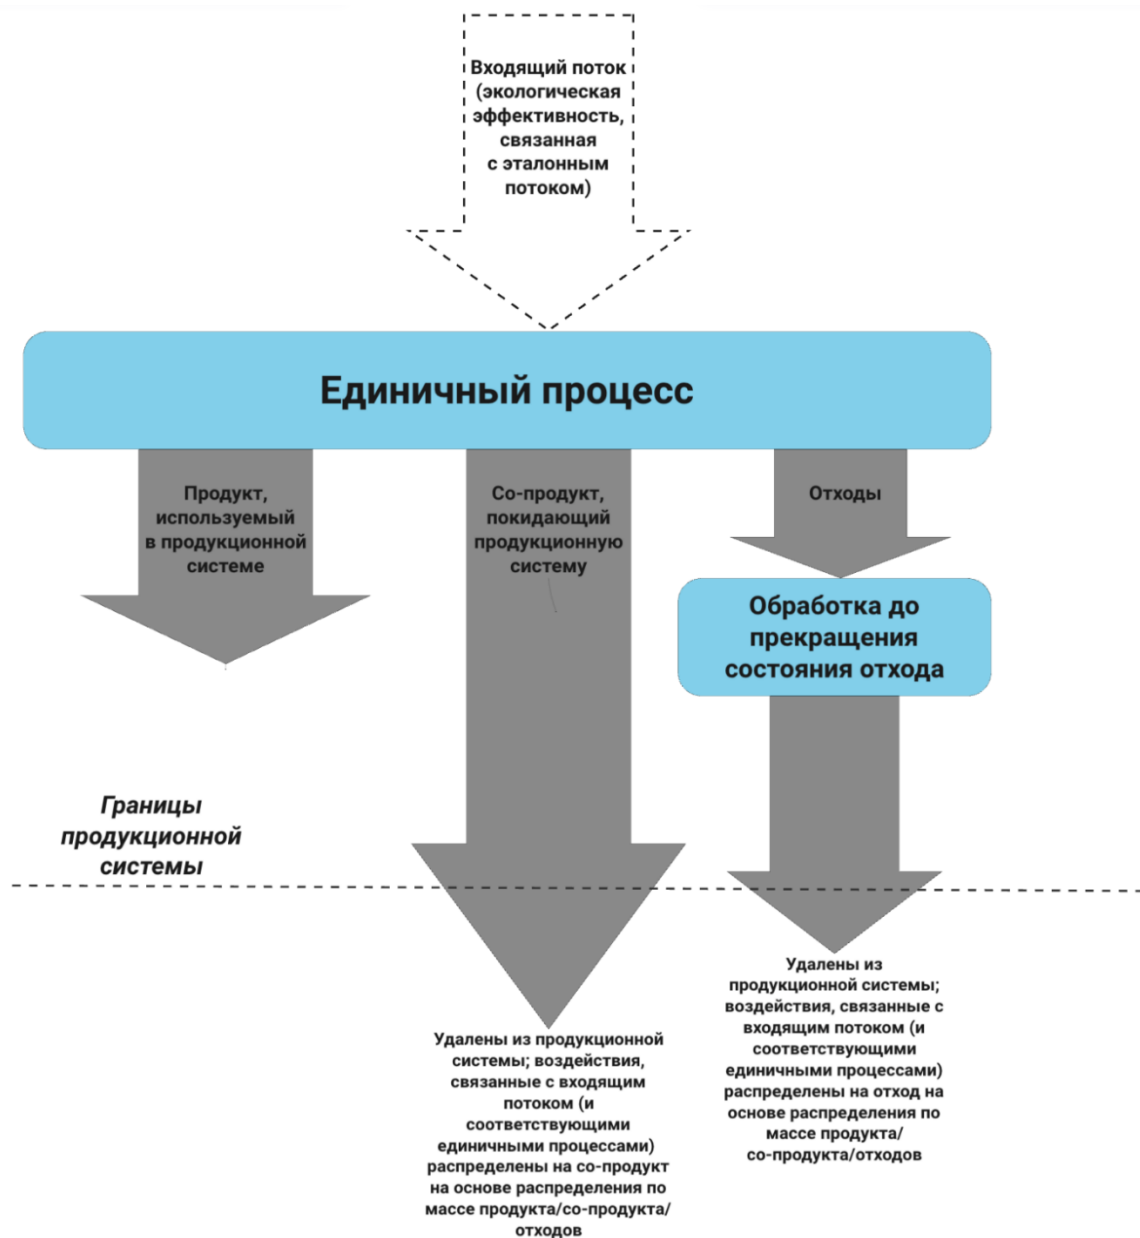 Входящий поток
(экологическая
эффективность,
связанная
с эталонным
потоком)
Единичный процесс
Продукт,
используемый
в продукционной
системе
Со-продукт,
покидающий
продукционную
систему
Отходы
Обработка до
прекращения
состояния отхода
Границы
продукционной
системы
Удалены из продукционной
системы; воздействия,
связанные с входящим
потоком (и
соответствующими
единичными процессами)
распределены на со-продукт
на основе распределения по
массе продукта/со-продукта/
отходов
Удалены из
продукционной системы;
воздействия, связанные с
входящим потоком (и
соответствующими
единичными процессами)
распределены на отход на
основе распределения по
массе продукта/
со-продукта/отходов